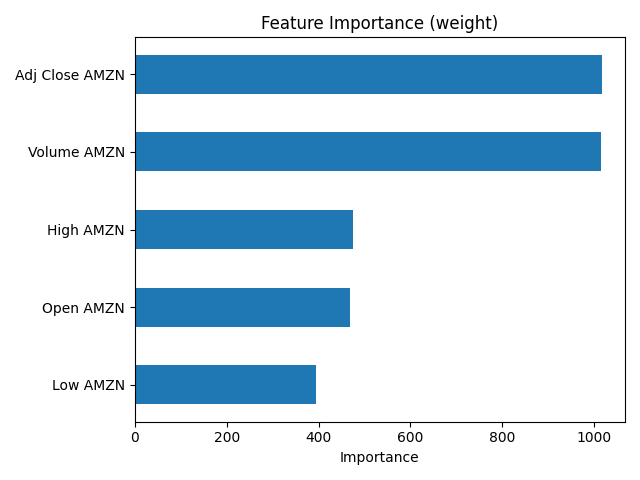 Feature Importance (weight)
Adj Close AMZN
Volume AMZN
High AMZN
Open AMZN
Low AMZN
0 200 400 600 800 1000
Importance